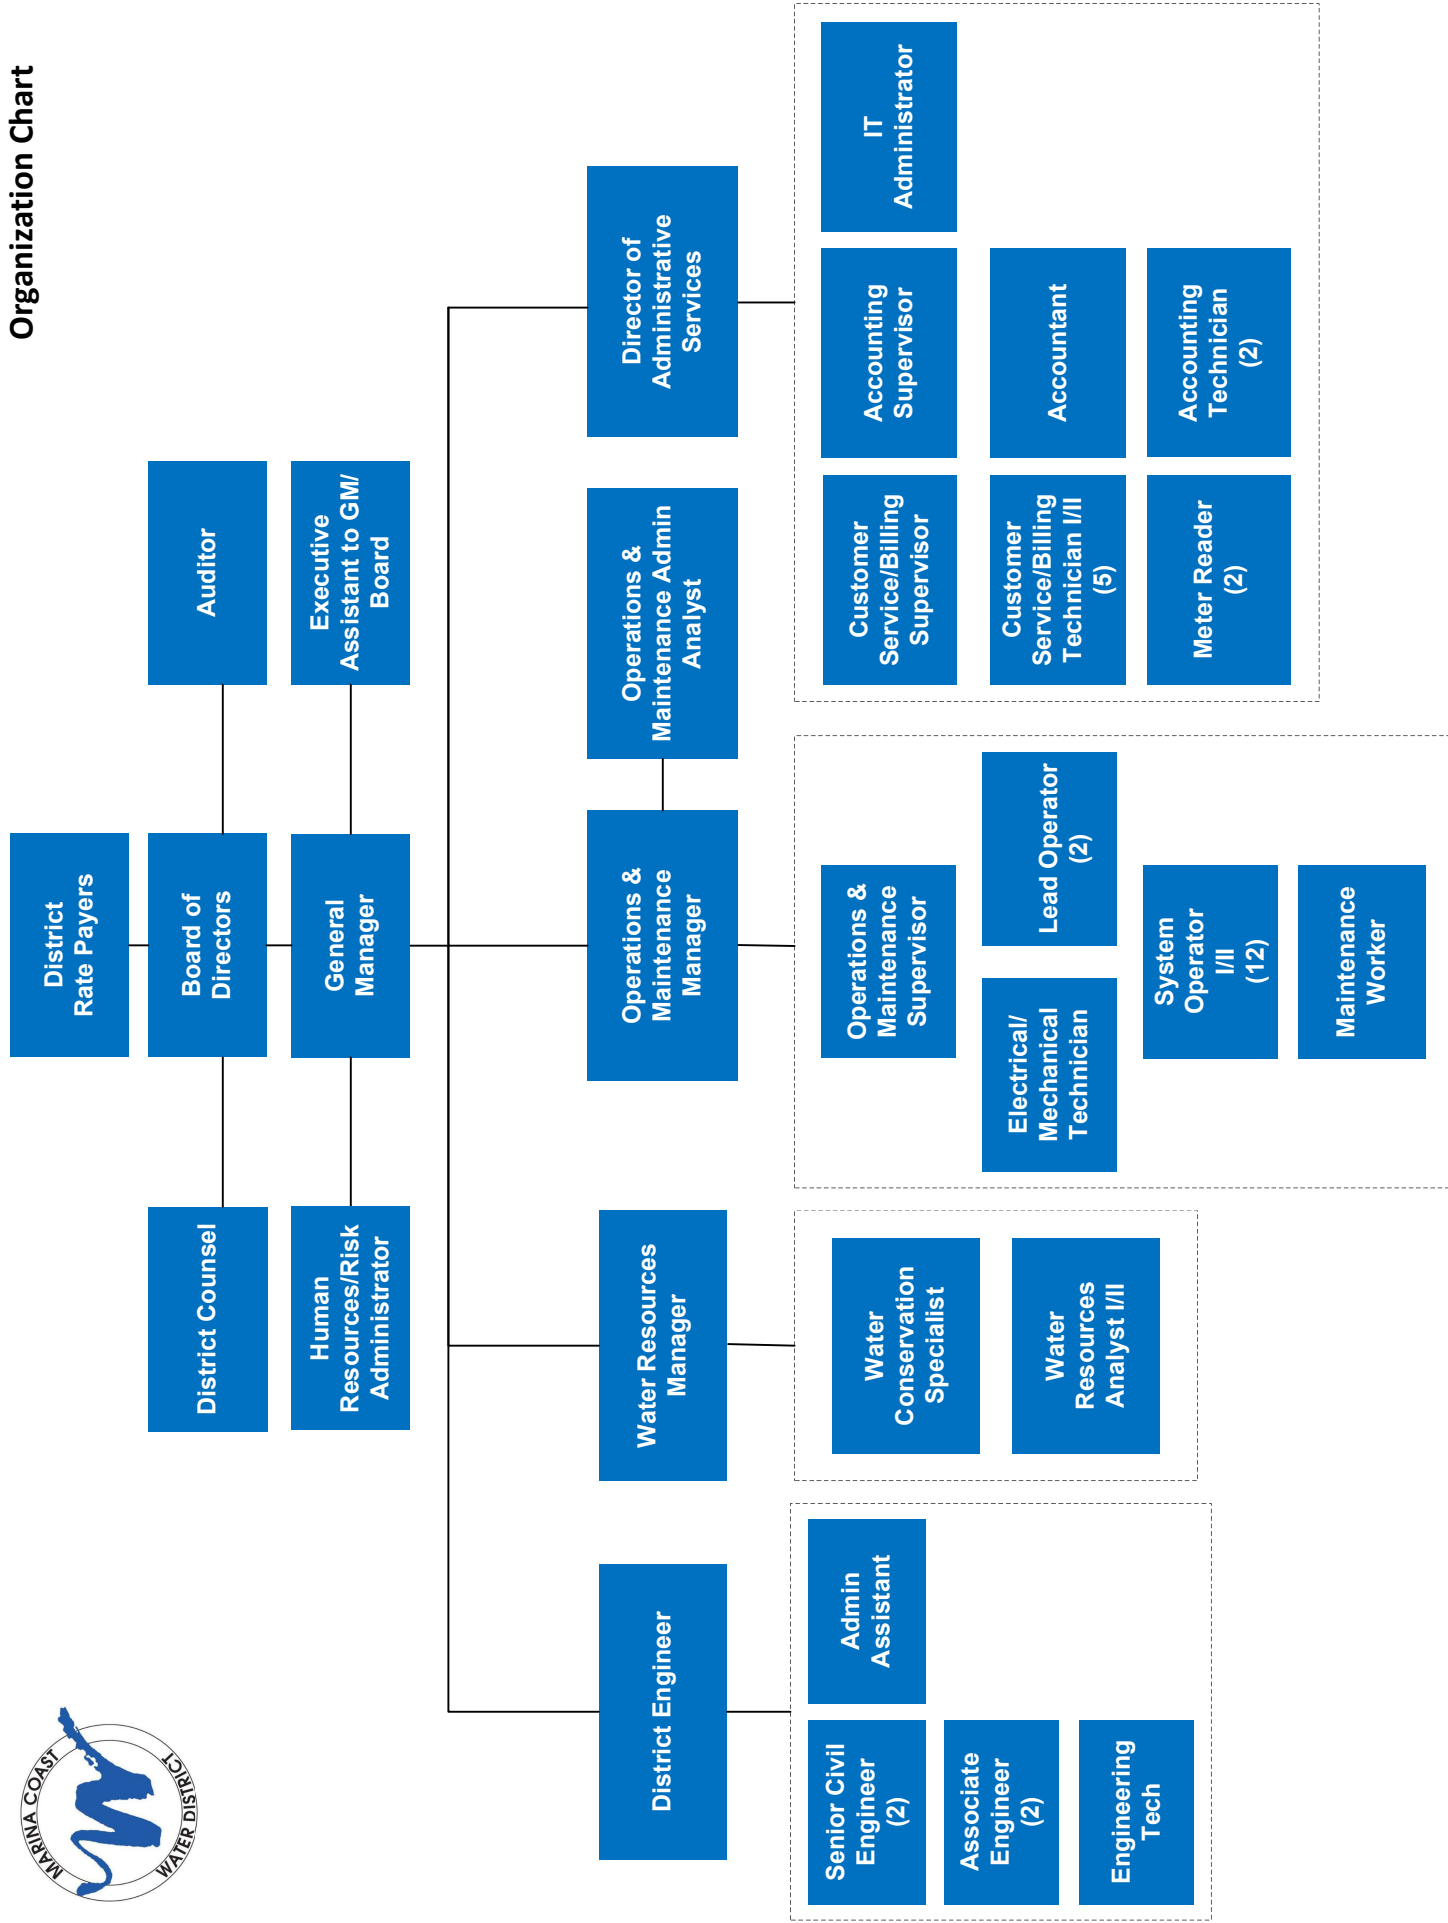 Organization Chart
MARINA COAST
WATER DISTRICT
District
Rate Payers
District Counsel
Board of
Directors
Auditor
Human
Resources/Risk
Administrator
General
Manager
Executive
Assistant to GM/
Board
District Engineer
Water Resources
Manager
Operations &
Maintenance
Manager
Operations &
Maintenance Admin
Analyst
Director of
Administrative
Services
Senior Civil
Engineer
(2)
Admin
Assistant
Associate
Engineer
(2)
Engineering
Tech
Water
Conservation
Specialist
Water
Resources
Analyst I/II
Operations &
Maintenance
Supervisor
Electrical/
Mechanical
Technician
Lead Operator
(2)
System
Operator
I/II
(12)
Maintenance
Worker
Customer
Service/Billing
Supervisor
Accounting
Supervisor
IT
Administrator
Customer
Service/Billing
Technician I/II
(5)
Accountant
Meter Reader
(2)
Accounting
Technician
(2)